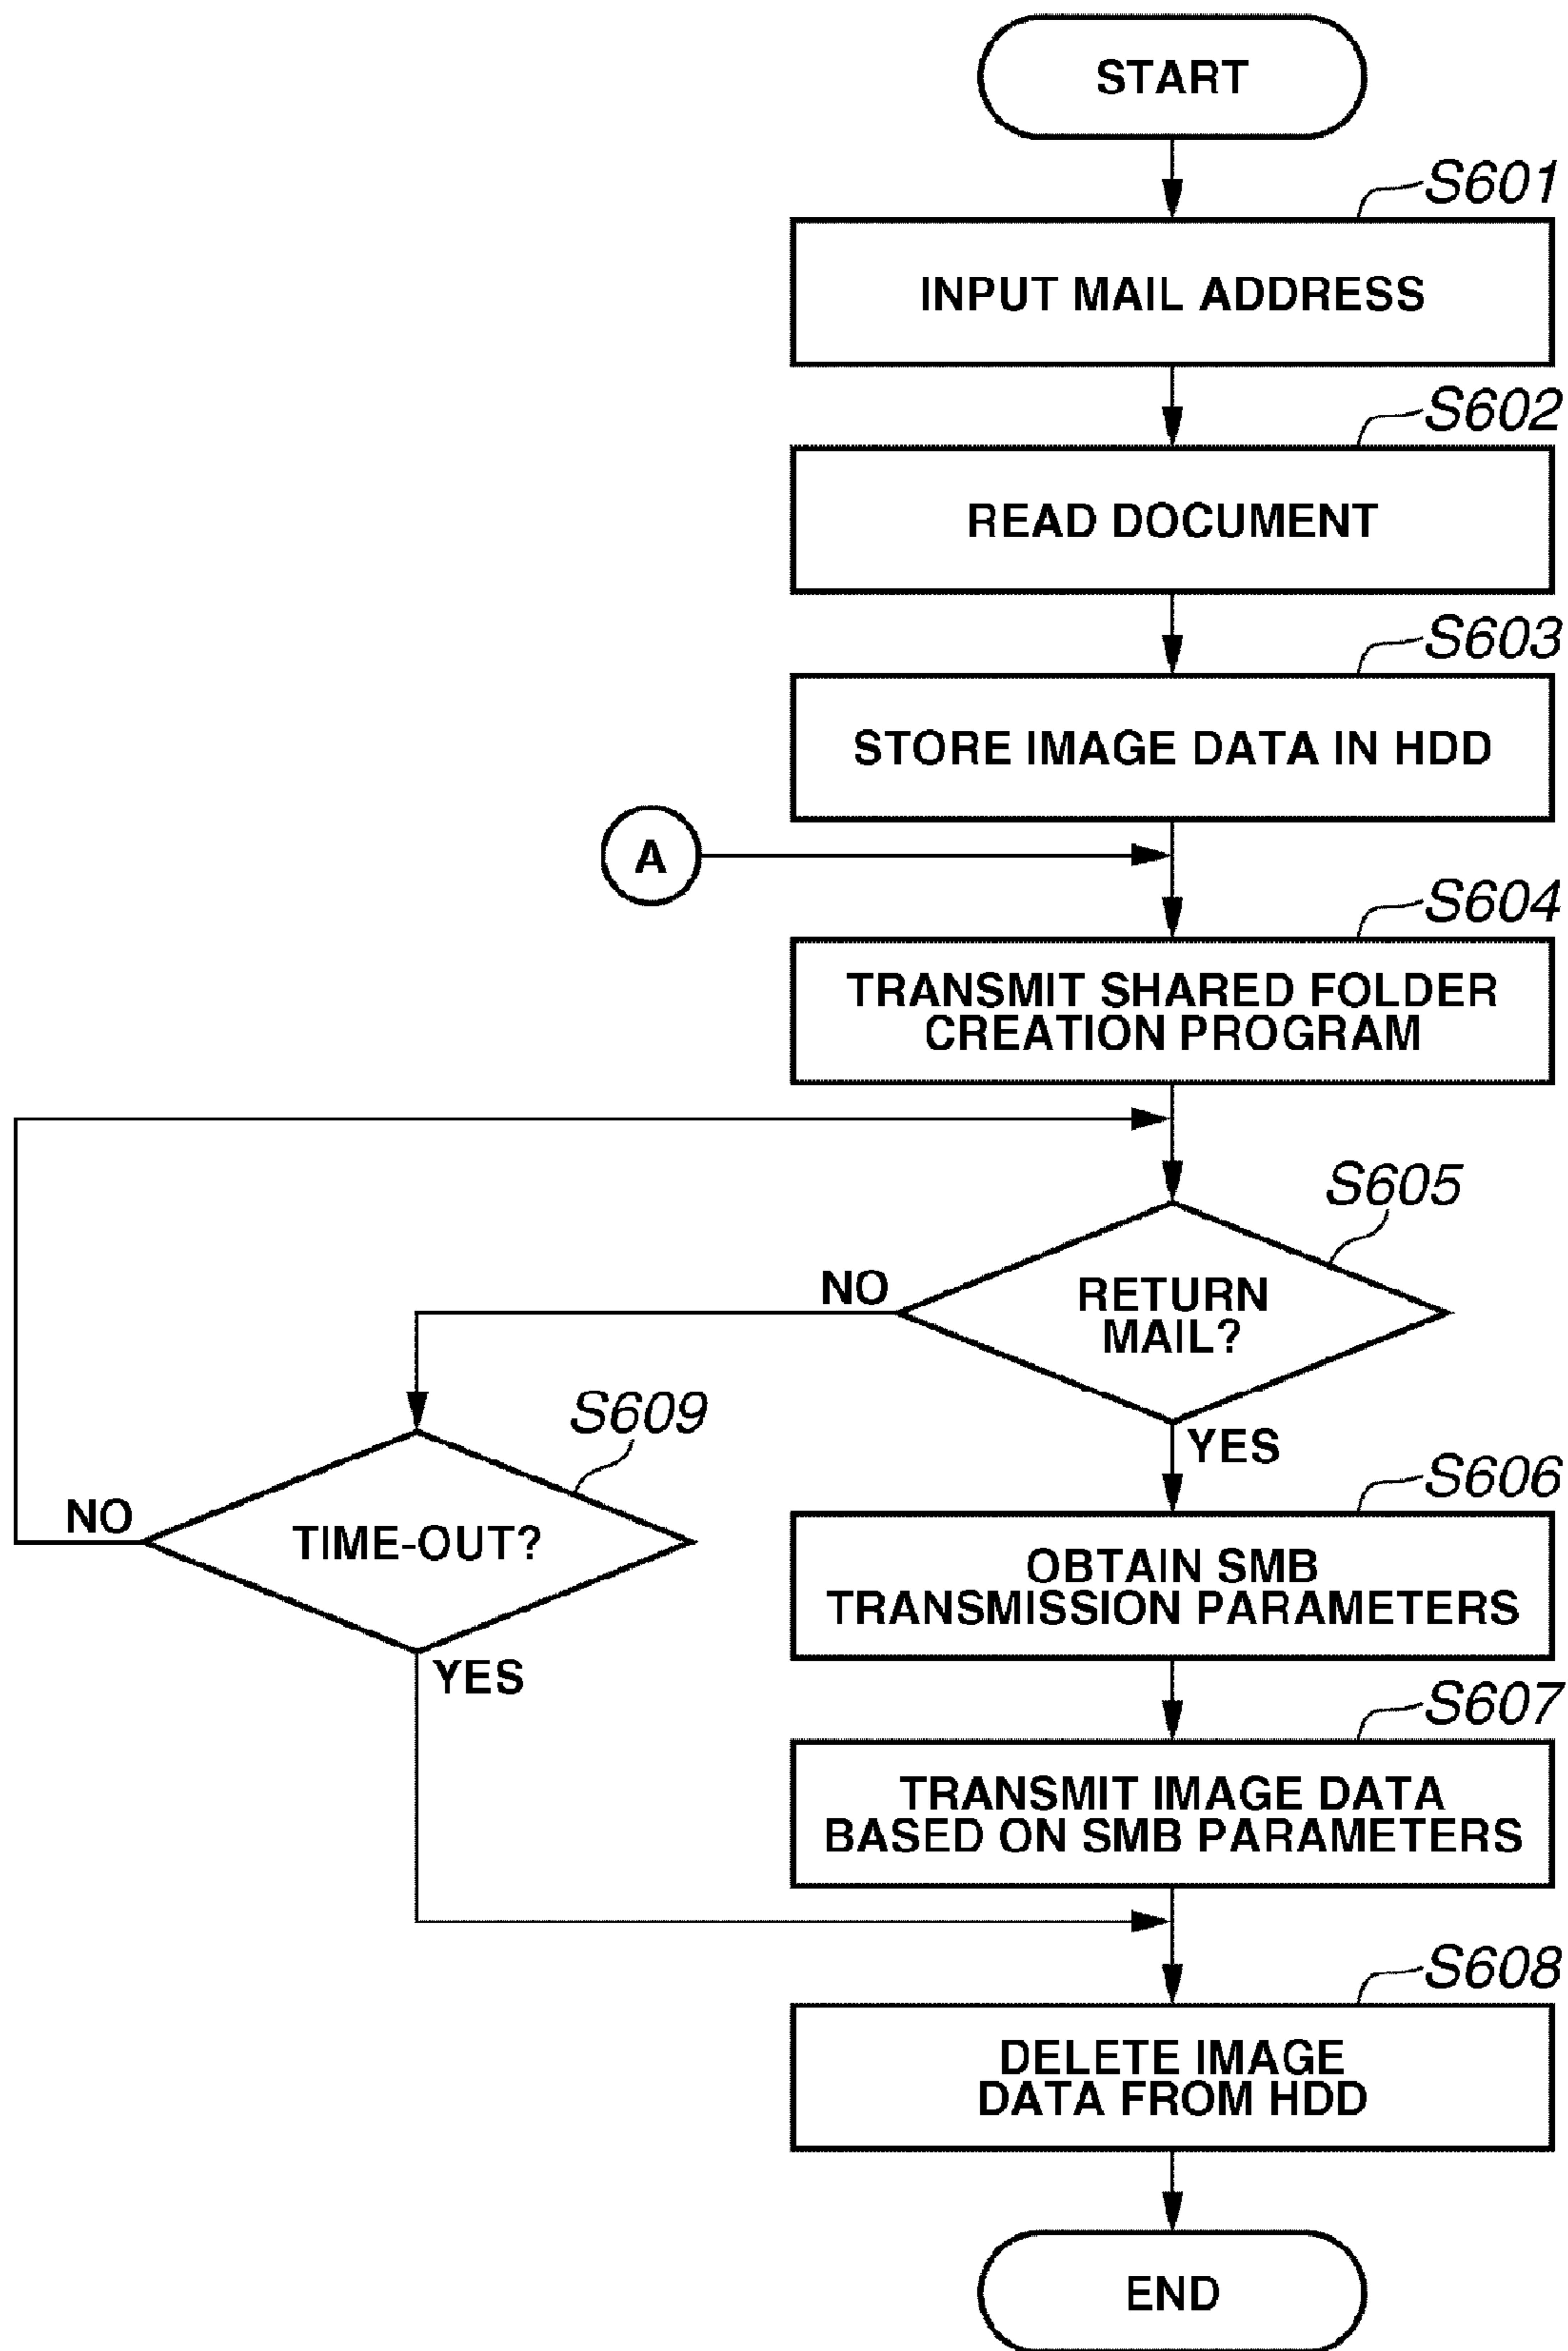 START
S601
INPUT MAIL ADDRESS
S602
READ DOCUMENT
S603
STORE IMAGE DATA IN HDD
A
S604
TRANSMIT SHARED FOLDER
CREATION PROGRAM
S605
RETURN
MAIL?
NO
YES
S609
TIME-OUT?
NO
YES
S606
OBTAIN SMB
TRANSMISSION PARAMETERS
S607
TRANSMIT IMAGE DATA
BASED ON SMB PARAMETERS
S608
DELETE IMAGE
DATA FROM HDD
END